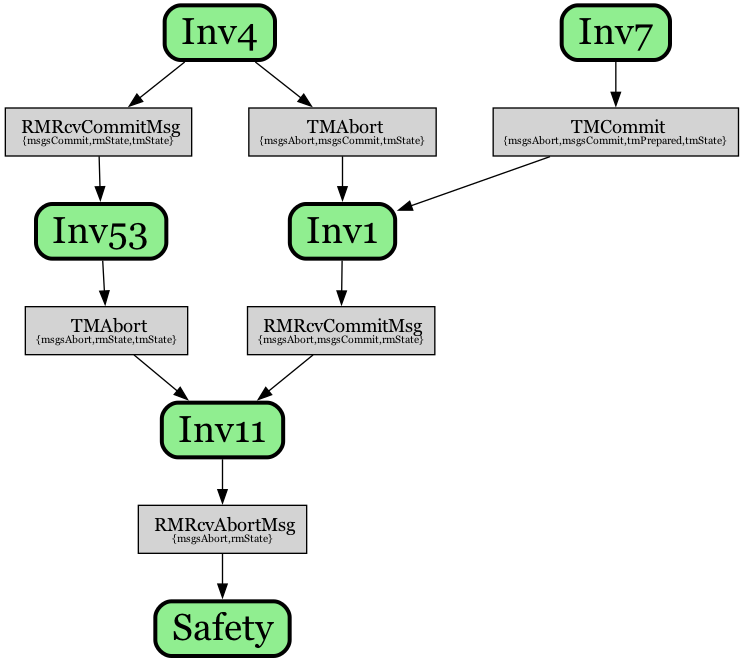 Inv4
Inv7
RMRcvCommitMsg
{msgsCommit,rmState,tmState}
TMAbort
{msgsAbort,msgsCommit,tmState}
TMCommit
{msgsAbort,msgsCommit,tmPrepared,tmState}
Inv53
Inv1
TMAbort
{msgsAbort,rmState,tmState}
RMRcvCommitMsg
{msgsAbort,msgsCommit,rmState}
Inv11
RMRcvAbortMsg
{msgsAbort,rmState}
Safety